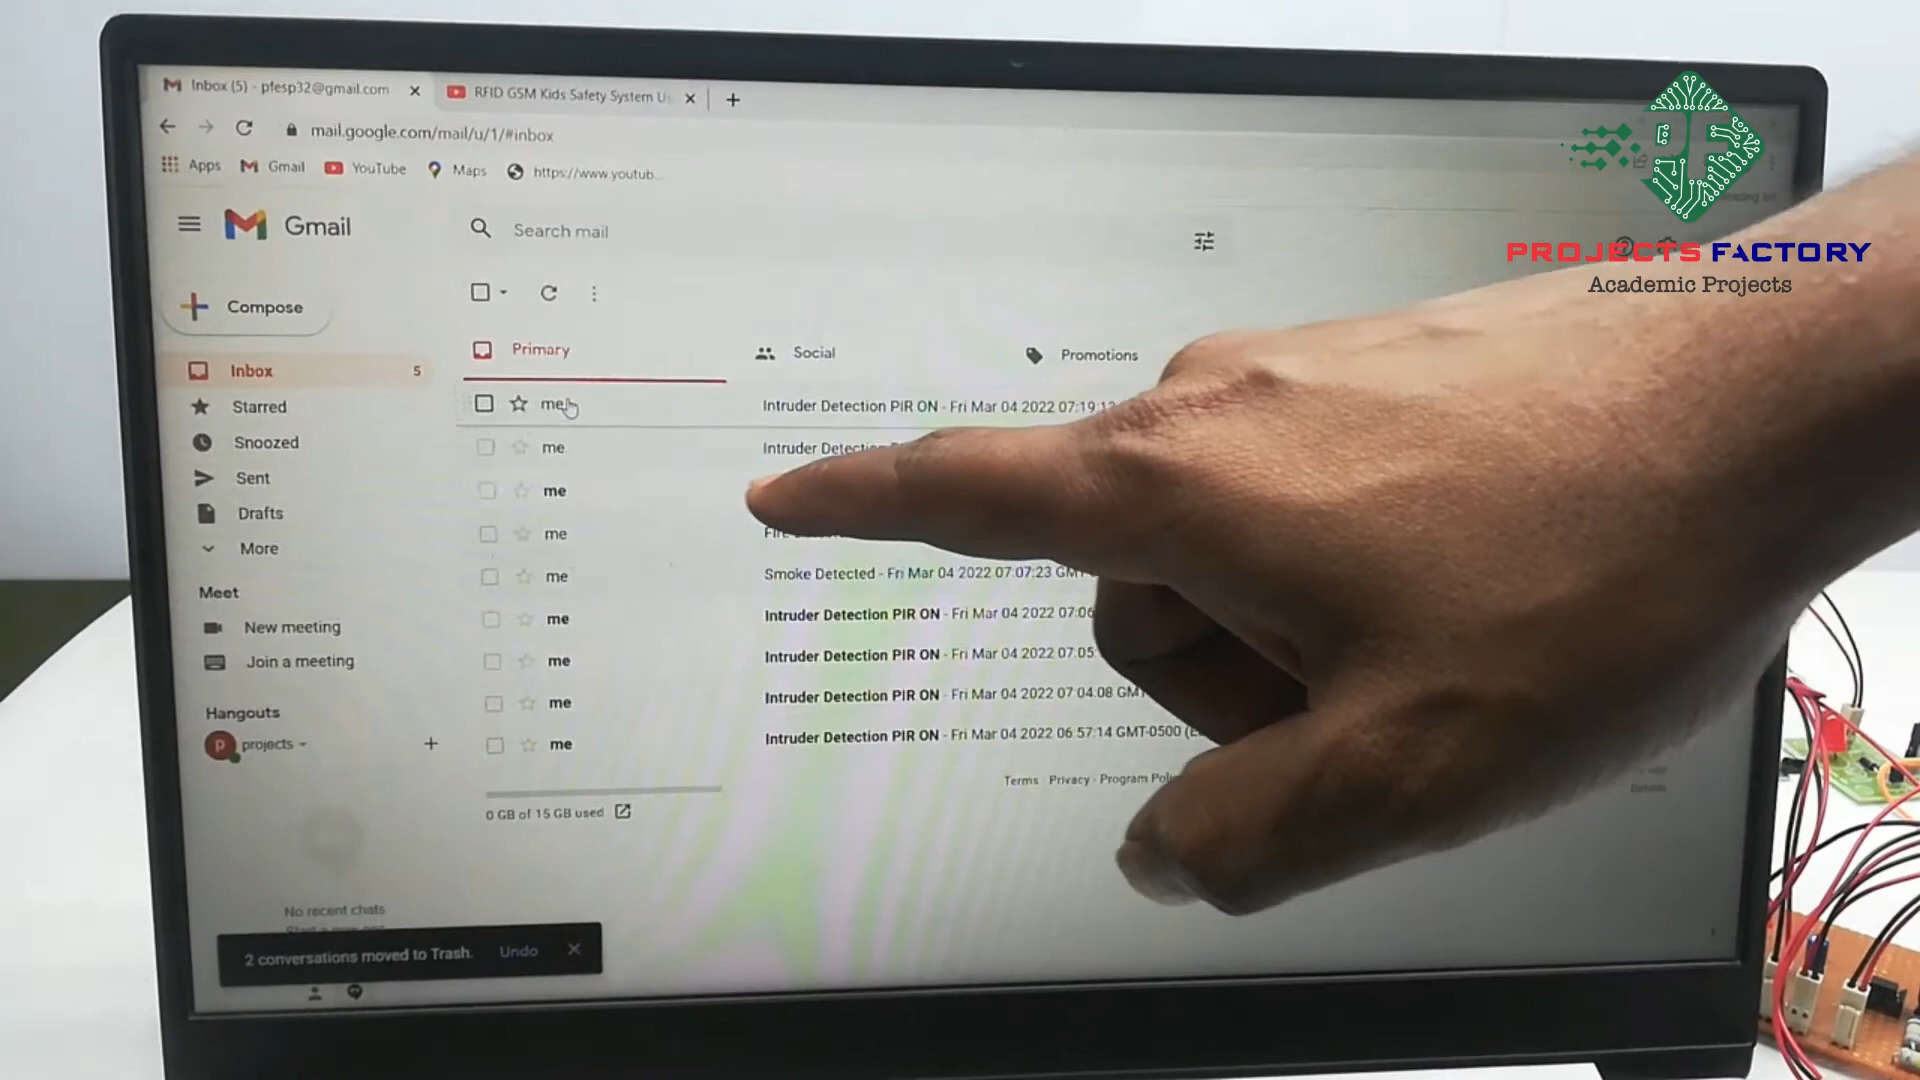 Inbox (5) - pfesp32@gmail.com
RFID GSM Kids Safety System U
mail.google.com/mail/u/1/#inbox
Apps
Gmail
YouTube
Maps
https://www.youtub...
Gmail
Search mail
PROJECTS FACTORY
Academic Projects
Compose
Primary
Social
Promotions
Inbox 5
Starred
Snoozed
Sent
Drafts
More
me Intruder Detection PIR ON - Fri Mar 04 2022 07:19:1
me Intruder Detection
me
me
me Smoke Detected - Fri Mar 04 2022 07:07:23 GMT
me Intruder Detection PIR ON - Fri Mar 04 2022 07:06
me Intruder Detection PIR ON - Fri Mar 04 2022 07:05
me Intruder Detection PIR ON - Fri Mar 04 2022 07:04:08 GMT
me Intruder Detection PIR ON - Fri Mar 04 2022 06:57:14 GMT-0500 (E
Meet
New meeting
Join a meeting
Hangouts
P projects
Terms · Privacy · Program Poli
0 GB of 15 GB used
No recent chats
2 conversations moved to Trash. Undo